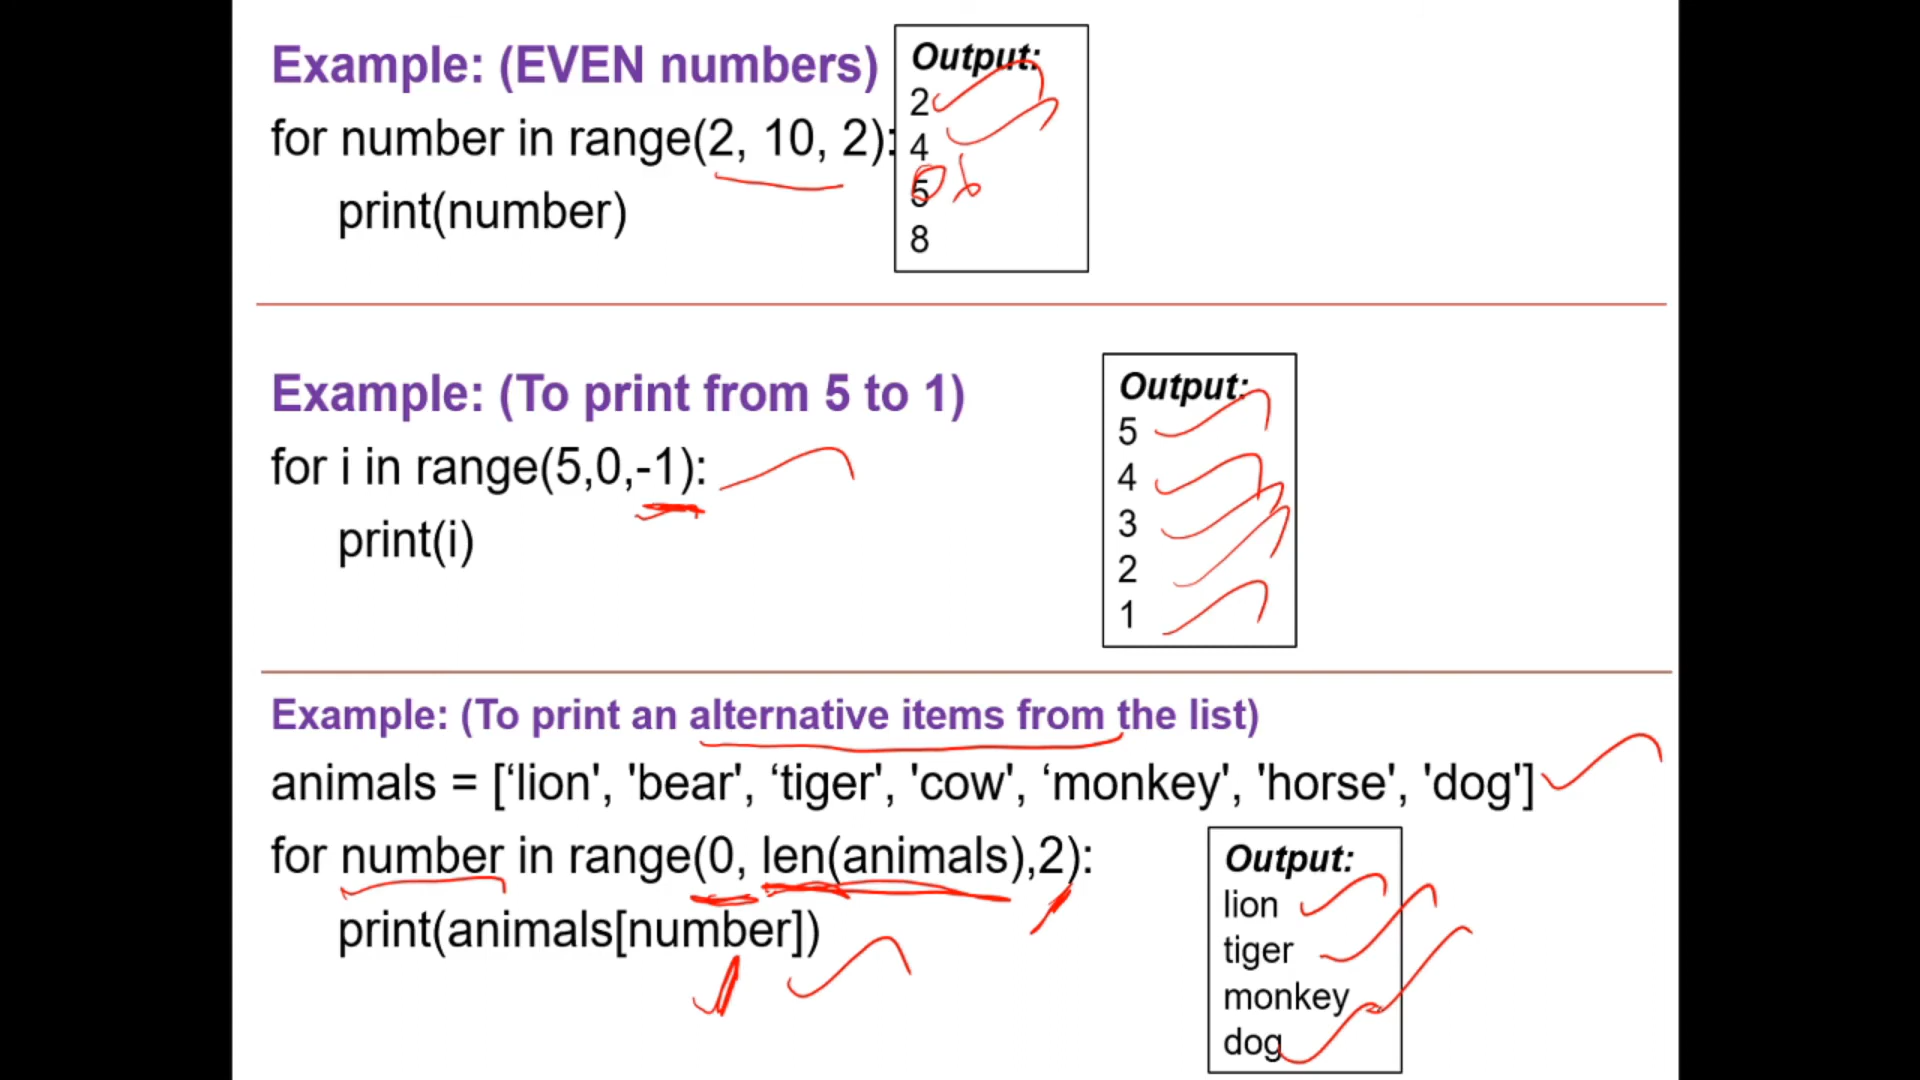 Example: (EVEN numbers)
for number in range(2, 10, 2):
print(number)
Output:
2
4
5 6
8
Example: (To print from 5 to 1)
for i in range(5,0,-1):
print(i)
Output:
5
4
3
2
1
Example: (To print an alternative items from the list)
animals = [‘lion', 'bear', ‘tiger', 'cow', ‘monkey', 'horse', 'dog']
for number in range(0, len(animals),2):
print(animals[number])
Output:
lion
tiger
monkey
dog